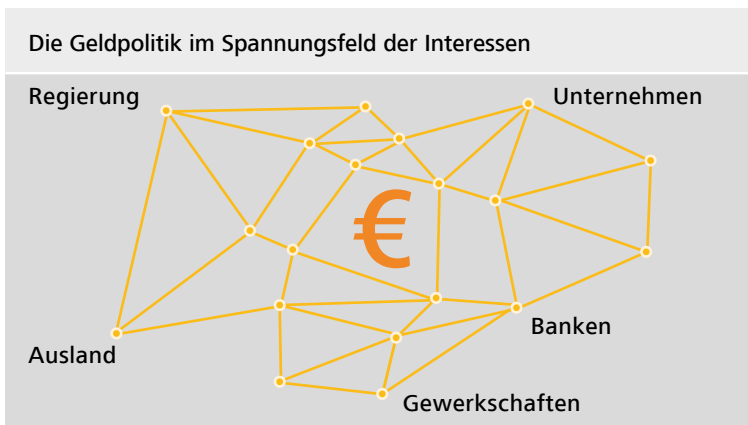 Die Geldpolitik im Spannungsfeld der Interessen
Regierung
Unternehmen
€
Banken
Ausland
Gewerkschaften